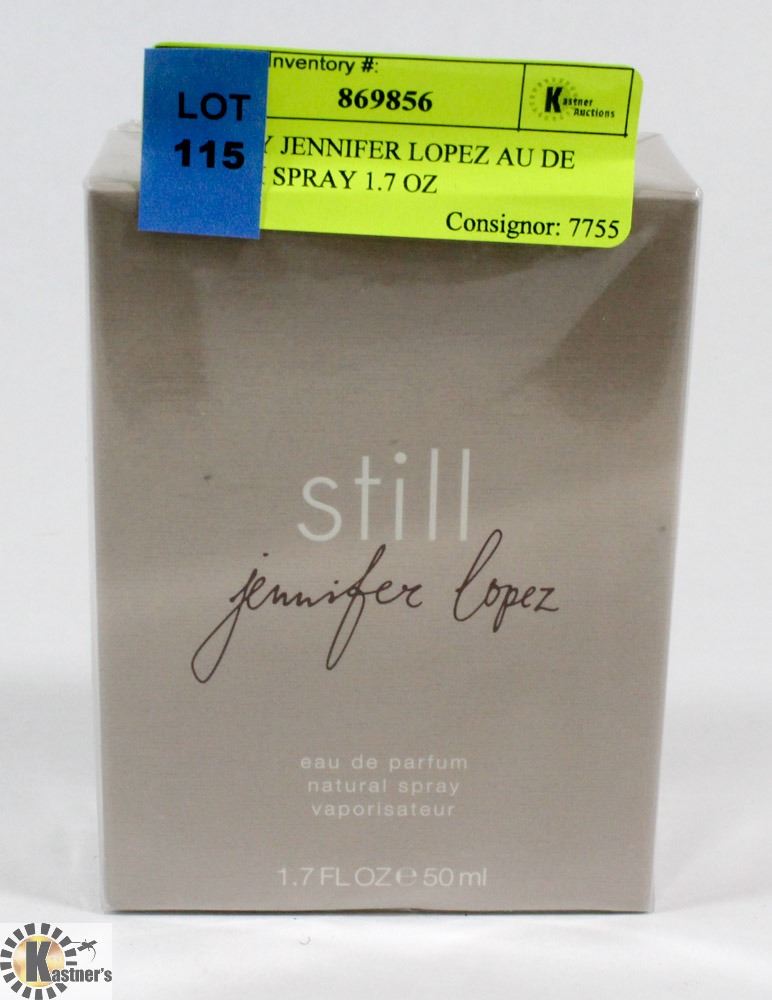 Inventory #:
869856
Kastner
Auctions
LOT
115
JENNIFER LOPEZ AU DE
SPRAY 1.7 OZ
Consignor: 7755
still
jennifer lopez
eau de parfum
natural spray
vaporisateur
1.7 FL OZ ℮ 50 ml
Kastner's